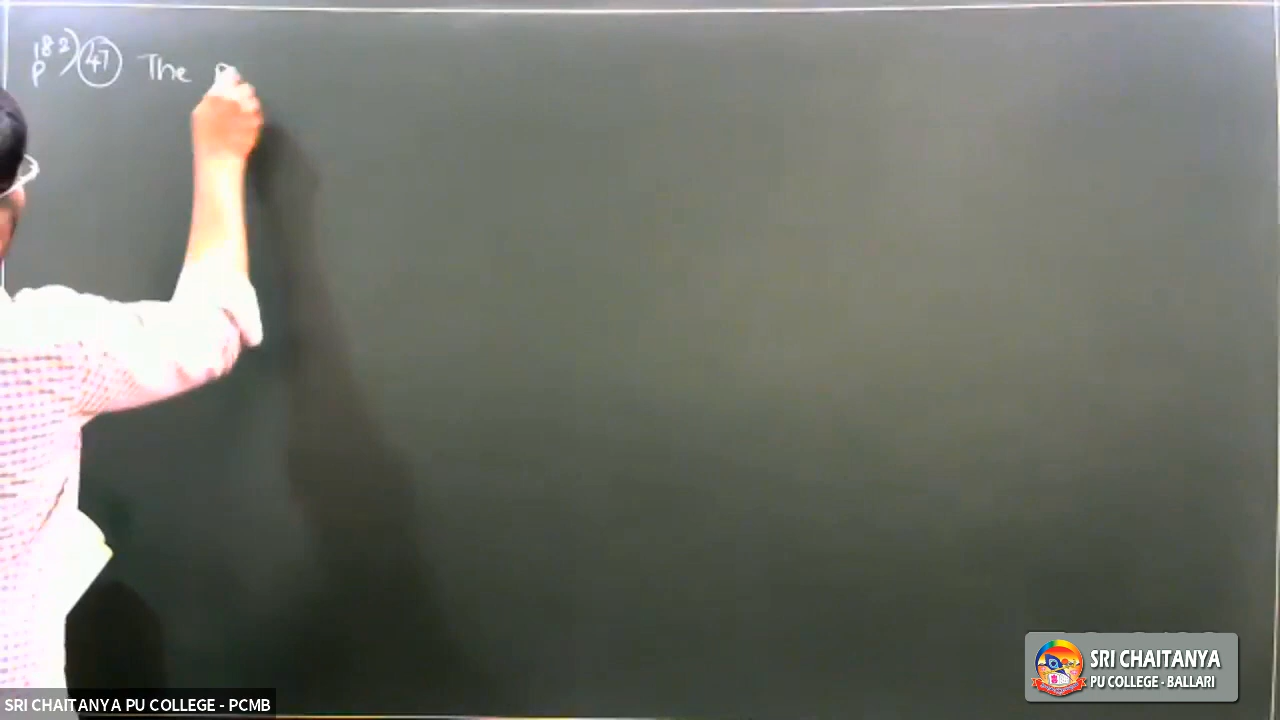 182) 47 The
P
SRI CHAITANYA
PU COLLEGE - BALLARI
SRI CHAITANYA PU COLLEGE - PCMB